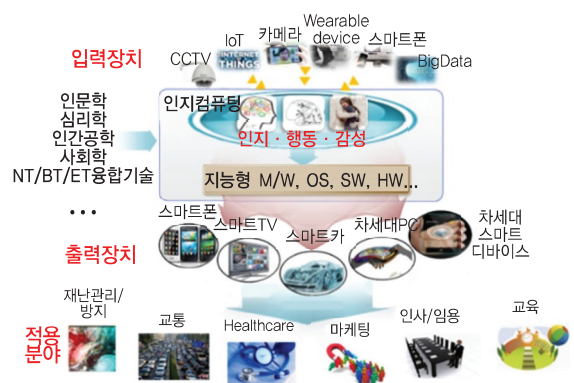 입력장치
CCTV
IoT
INTERNET
THINGS
카메라
Wearable
device
스마트폰
BigData
인문학
심리학
인간공학
사회학
NT/BT/ET융합기술
...
인지컴퓨팅
인지 · 행동 · 감성
지능형 M/W, OS, SW, HW...
출력장치
스마트폰
스마트TV
스마트카
차세대PC
차세대
스마트
디바이스
적용
분야
재난관리/
방지
교통
Healthcare
마케팅
인사/임용
교육